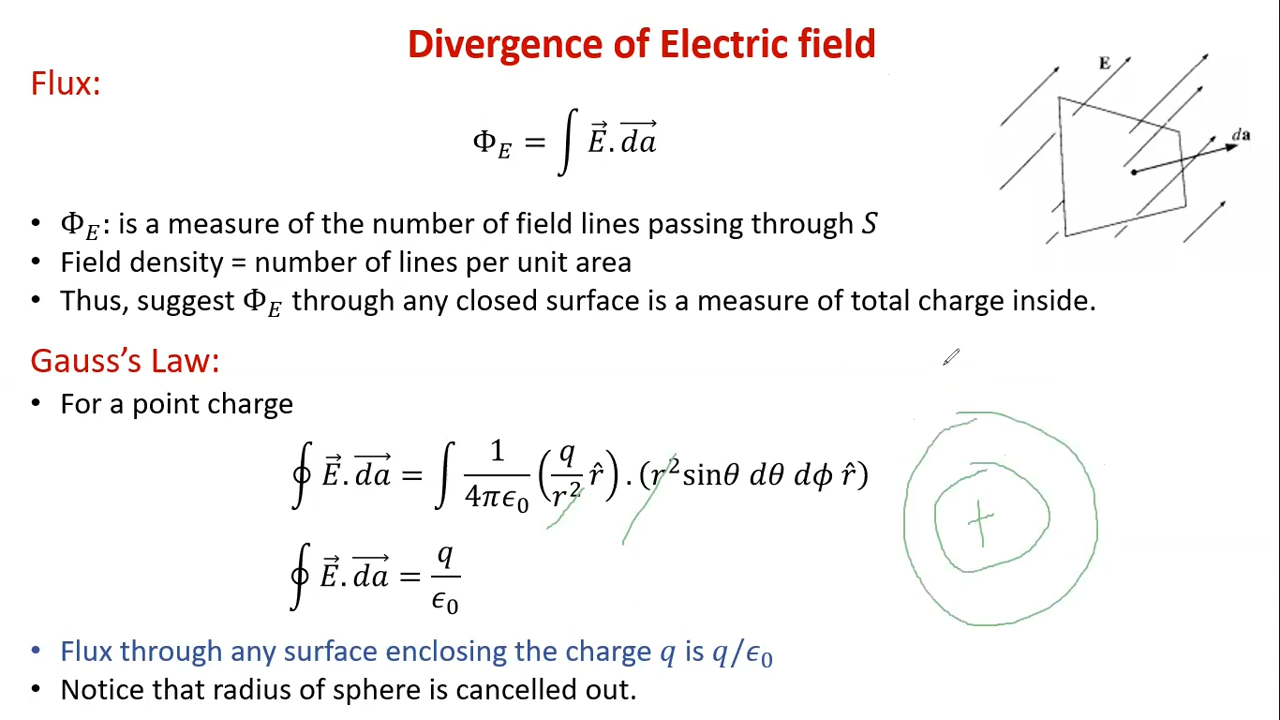 Divergence of Electric field
Flux:
Φ_E = ∫ E⃗ . da⃗
E
da
• Φ_E: is a measure of the number of field lines passing through S
• Field density = number of lines per unit area
• Thus, suggest Φ_E through any closed surface is a measure of total charge inside.
Gauss’s Law:
• For a point charge
∮ E⃗ . da⃗ = ∫ 1/4πϵ₀ (q/r² r̂) . (r² sinθ dθ dϕ r̂)
+
∮ E⃗ . da⃗ = q/ϵ₀
• Flux through any surface enclosing the charge q is q/ϵ₀
• Notice that radius of sphere is cancelled out.